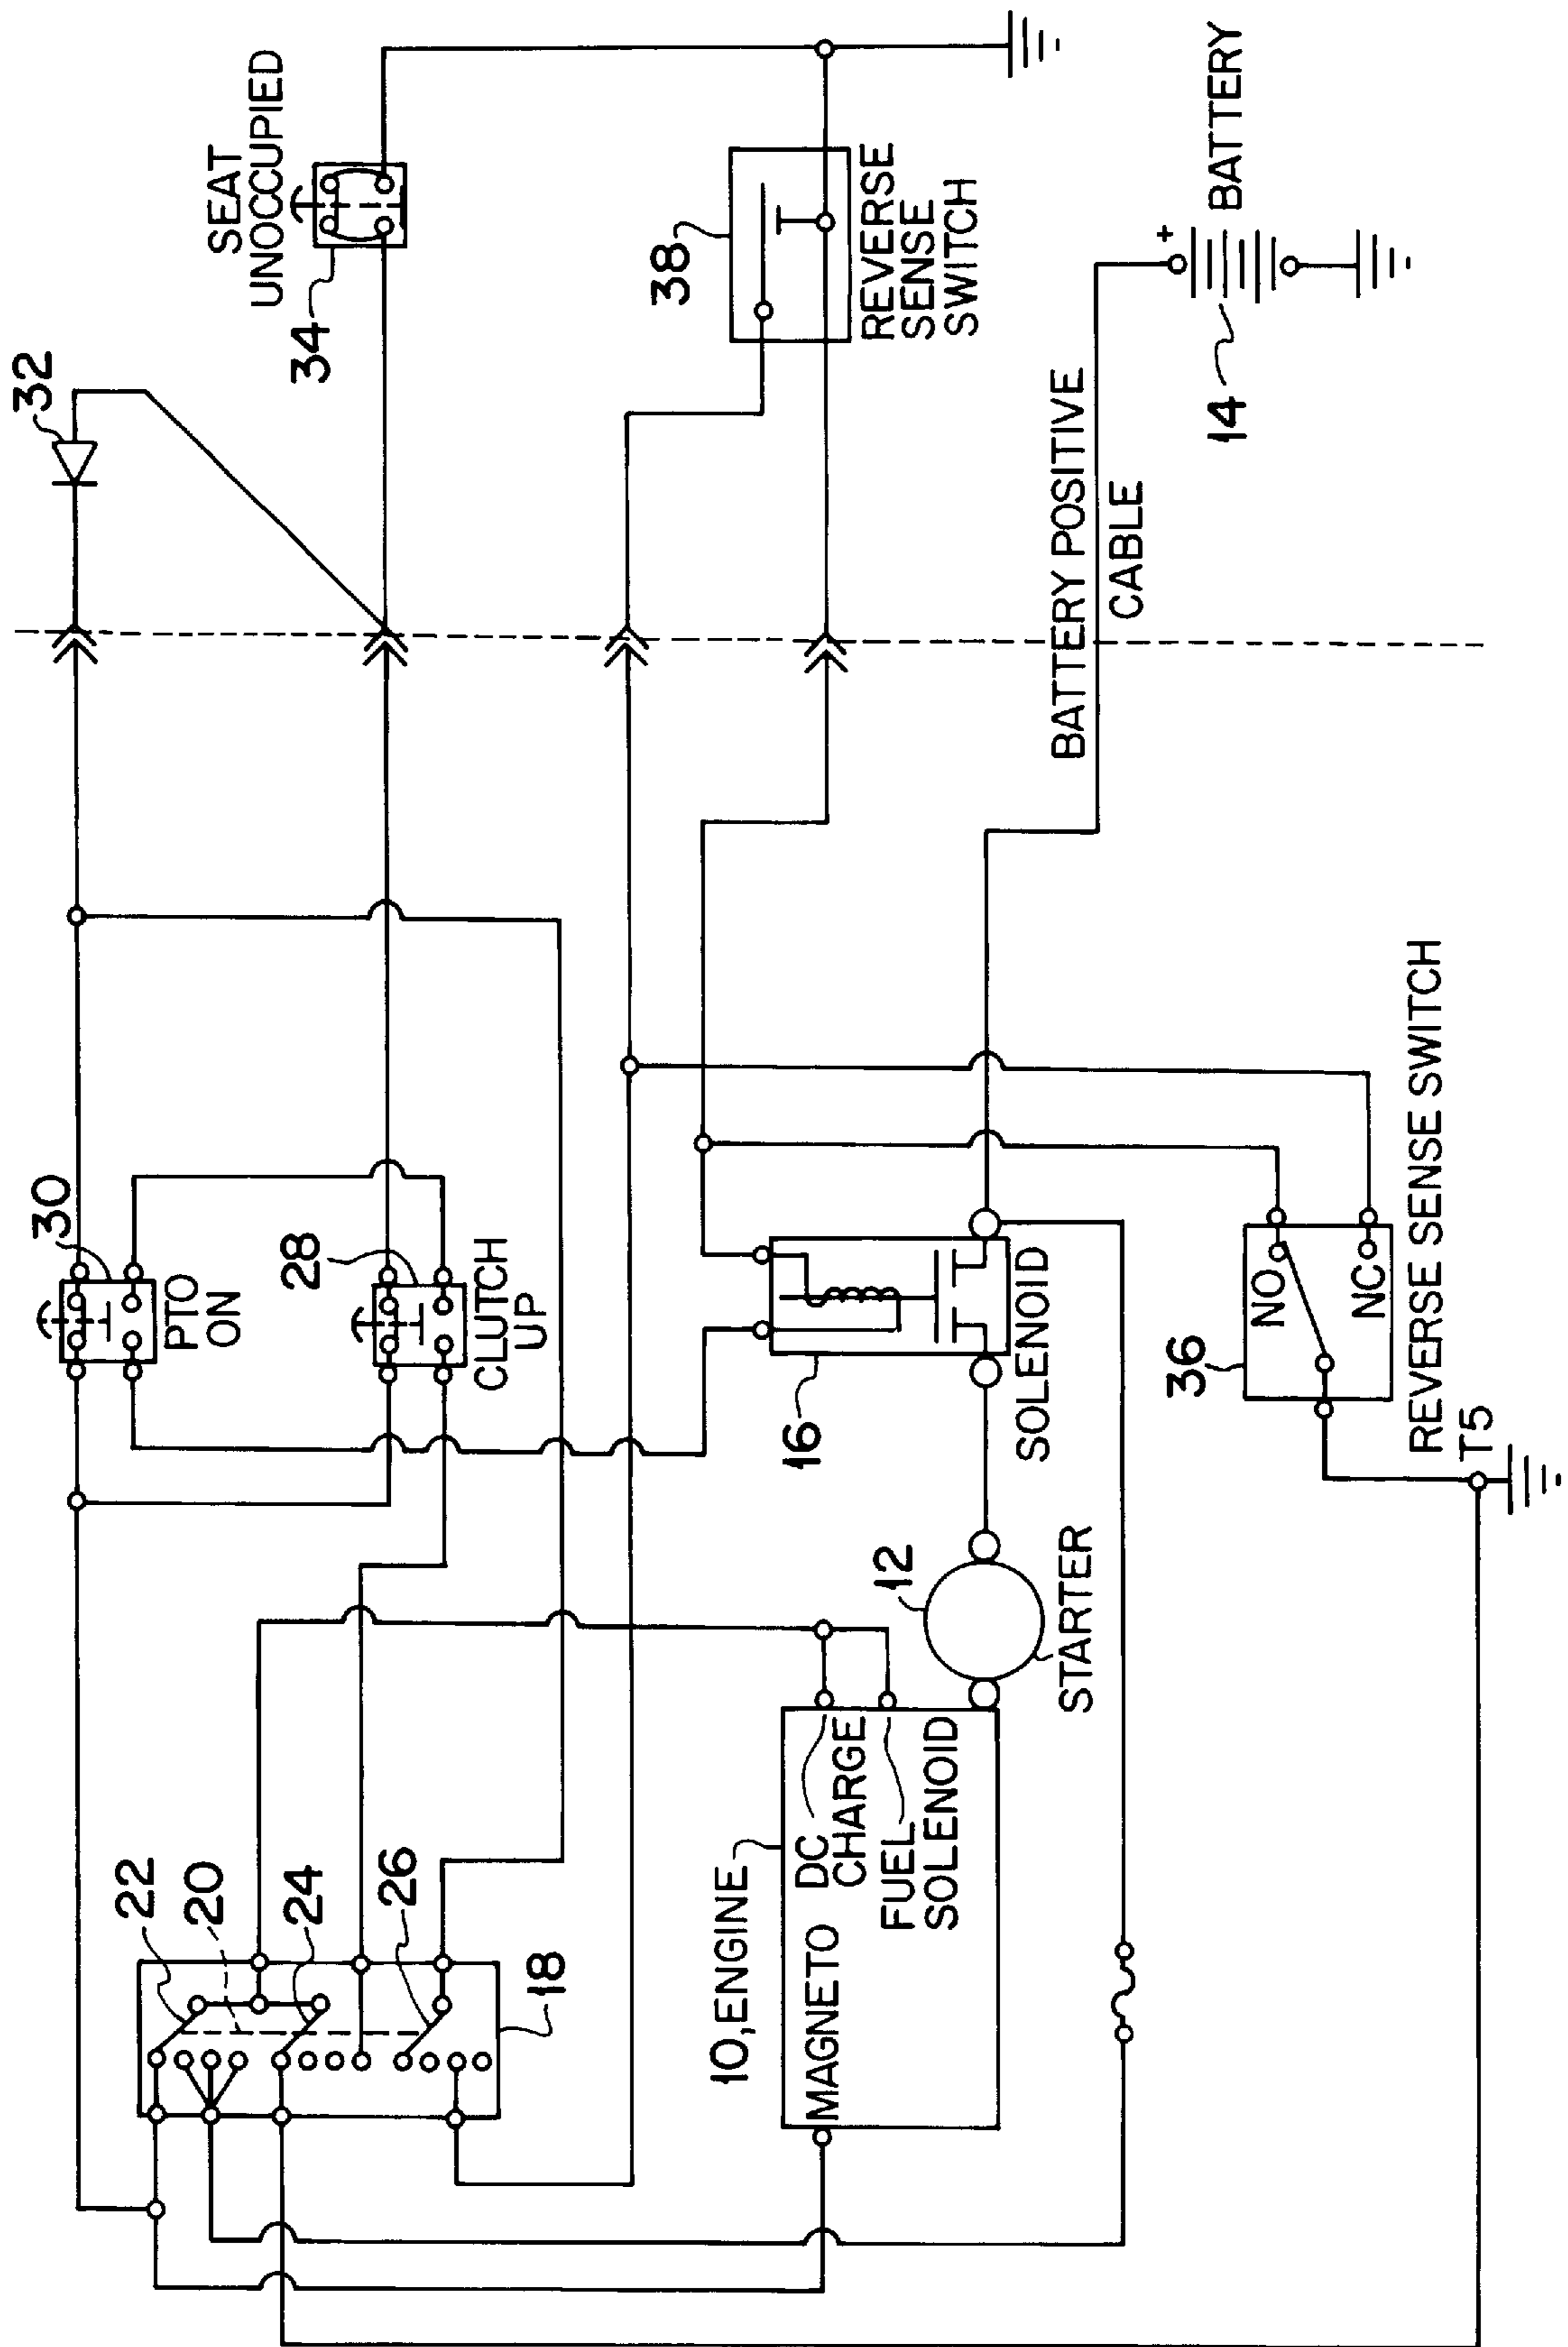 32
SEAT
UNOCCUPIED
34
38
REVERSE
SENSE
SWITCH
+
BATTERY
14
BATTERY POSITIVE
CABLE
30
PTO
ON
28
CLUTCH
UP
16
SOLENOID
36
NO
NC
REVERSE SENSE SWITCH
T5
12
STARTER
22
20
24
26
18
10, ENGINE
MAGNETO
DC
CHARGE
FUEL
SOLENOID